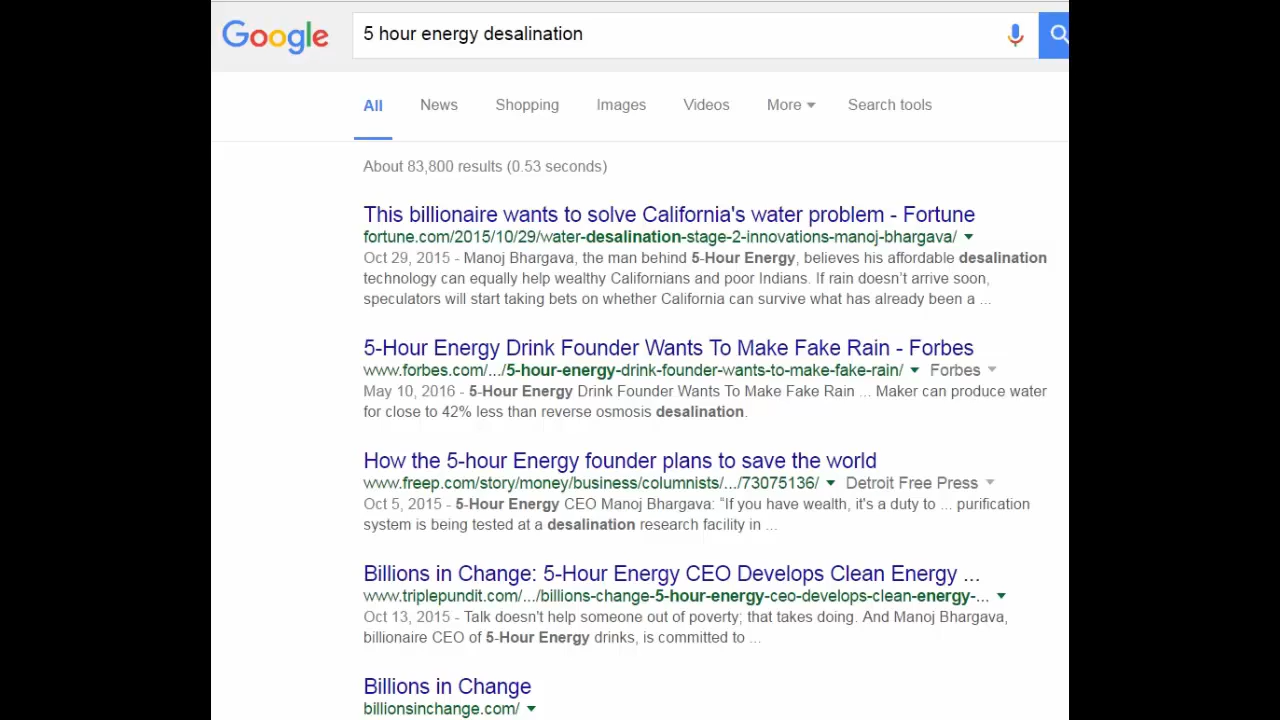 Google
5 hour energy desalination
All News Shopping Images Videos More Search tools
About 83,800 results (0.53 seconds)
This billionaire wants to solve California's water problem - Fortune
fortune.com/2015/10/29/water-desalination-stage-2-innovations-manoj-bhargava/
Oct 29, 2015 - Manoj Bhargava, the man behind 5-Hour Energy, believes his affordable desalination
technology can equally help wealthy Californians and poor Indians. If rain doesn’t arrive soon,
speculators will start taking bets on whether California can survive what has already been a ...
5-Hour Energy Drink Founder Wants To Make Fake Rain - Forbes
www.forbes.com/.../5-hour-energy-drink-founder-wants-to-make-fake-rain/ Forbes
May 10, 2016 - 5-Hour Energy Drink Founder Wants To Make Fake Rain ... Maker can produce water
for close to 42% less than reverse osmosis desalination.
How the 5-hour Energy founder plans to save the world
www.freep.com/story/money/business/columnists/.../73075136/ Detroit Free Press
Oct 5, 2015 - 5-Hour Energy CEO Manoj Bhargava: “If you have wealth, it's a duty to ... purification
system is being tested at a desalination research facility in ...
Billions in Change: 5-Hour Energy CEO Develops Clean Energy ...
www.triplepundit.com/.../billions-change-5-hour-energy-ceo-develops-clean-energy-...
Oct 13, 2015 - Talk doesn't help someone out of poverty; that takes doing. And Manoj Bhargava,
billionaire CEO of 5-Hour Energy drinks, is committed to ...
Billions in Change
billionsinchange.com/